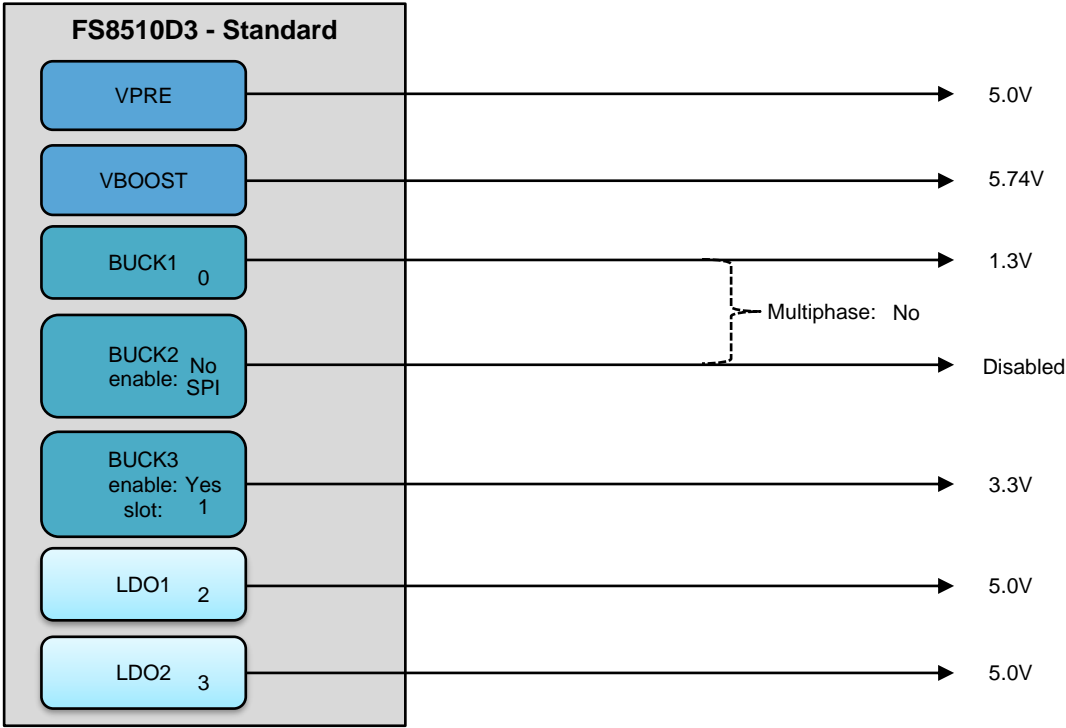 FS8510D3 - Standard
VPRE
5.0V
VBOOST
5.74V
BUCK1
0
1.3V
Multiphase: No
BUCK2
enable: No
SPI
Disabled
BUCK3
enable: Yes
slot: 1
3.3V
LDO1
2
5.0V
LDO2
3
5.0V